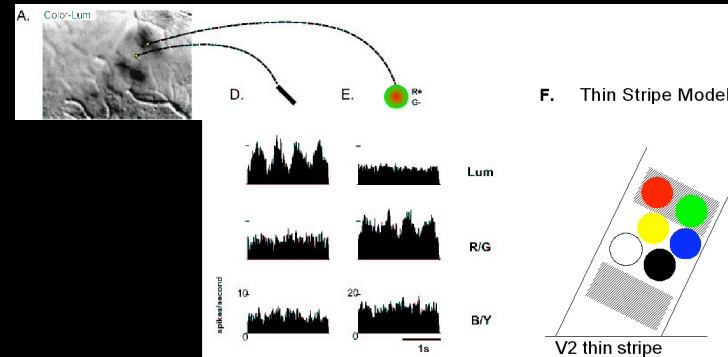 A.
Color-Lum
D.
E.
R+
G-
F. Thin Stripe Model
Lum
R/G
B/Y
spikes/second
10
0
20
0
1s
V2 thin stripe